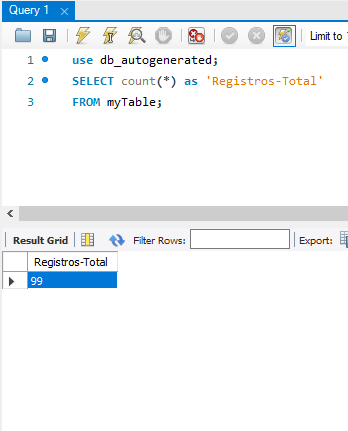 Query 1 ×
Limit to 1
1 use db_autogenerated;
2 SELECT count(*) as 'Registros-Total'
3 FROM myTable;
Result Grid Filter Rows: Export:
Registros-Total
99